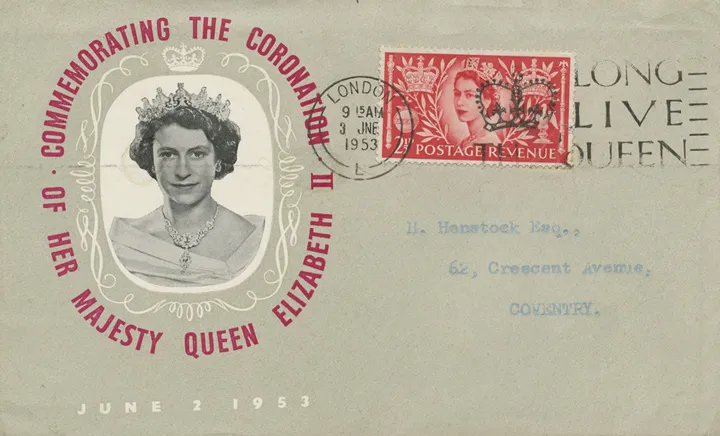 COMMEMORATING THE CORONATION · OF HER MAJESTY QUEEN ELIZABETH II
JUNE 2 1953
LONDON
9 15AM
3 JNE
1953
L
POSTAGE REVENUE
LONG
LIVE
QUEEN
H. Henstock Esq.,
62, Crescent Avenue,
COVENTRY.